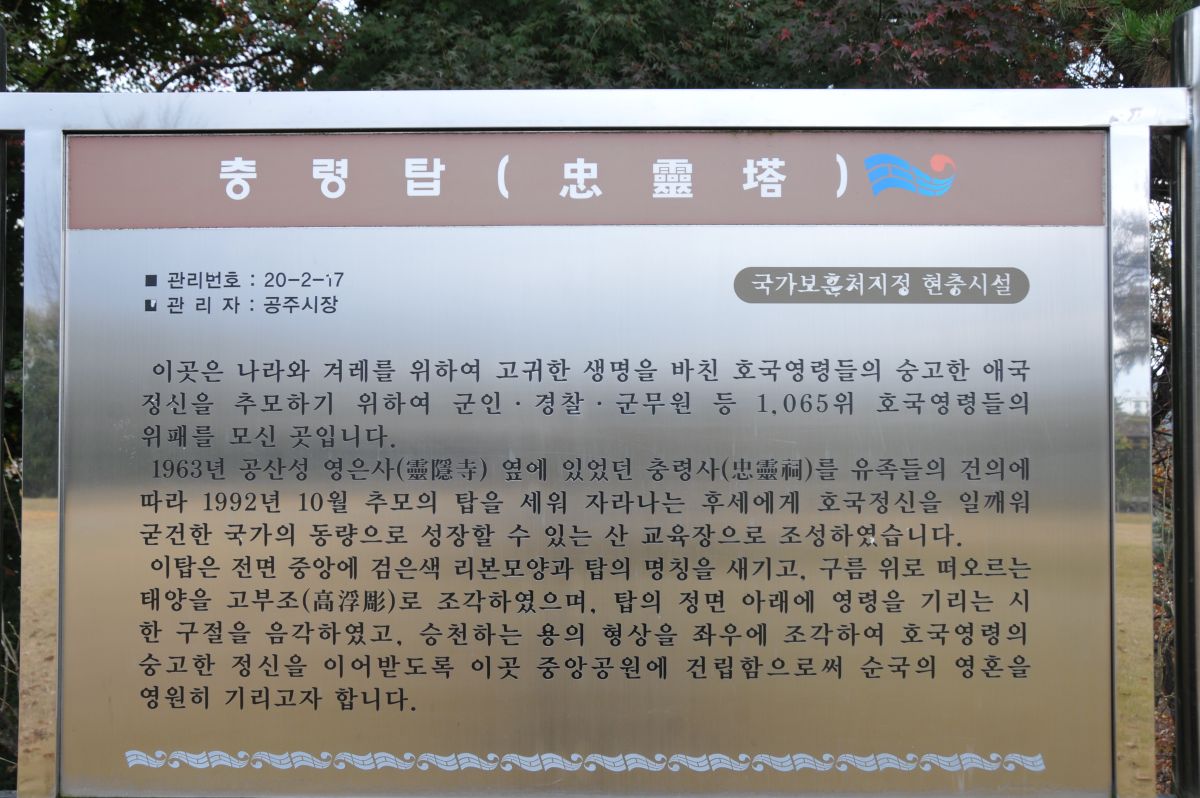 충령탑(忠靈塔)
■ 관리번호 : 20-2-17
■ 관 리 자 : 공주시장
국가보훈처지정 현충시설
이곳은 나라와 겨레를 위하여 고귀한 생명을 바친 호국영령들의 숭고한 애국
정신을 추모하기 위하여 군인·경찰·군무원 등 1,065위 호국영령들의
위패를 모신 곳입니다.
1963년 공산성 영은사(靈隱寺) 옆에 있었던 충령사(忠靈祠)를 유족들의 건의에
따라 1992년 10월 추모의 탑을 세워 자라나는 후세에게 호국정신을 일깨워
굳건한 국가의 동량으로 성장할 수 있는 산 교육장으로 조성하였습니다.
이탑은 전면 중앙에 검은색 리본모양과 탑의 명칭을 새기고, 구름 위로 떠오르는
태양을 고부조(高浮彫)로 조각하였으며, 탑의 정면 아래에 영령을 기리는 시
한 구절을 음각하였고, 승천하는 용의 형상을 좌우에 조각하여 호국영령의
숭고한 정신을 이어받도록 이곳 중앙공원에 건립함으로써 순국의 영혼을
영원히 기리고자 합니다.